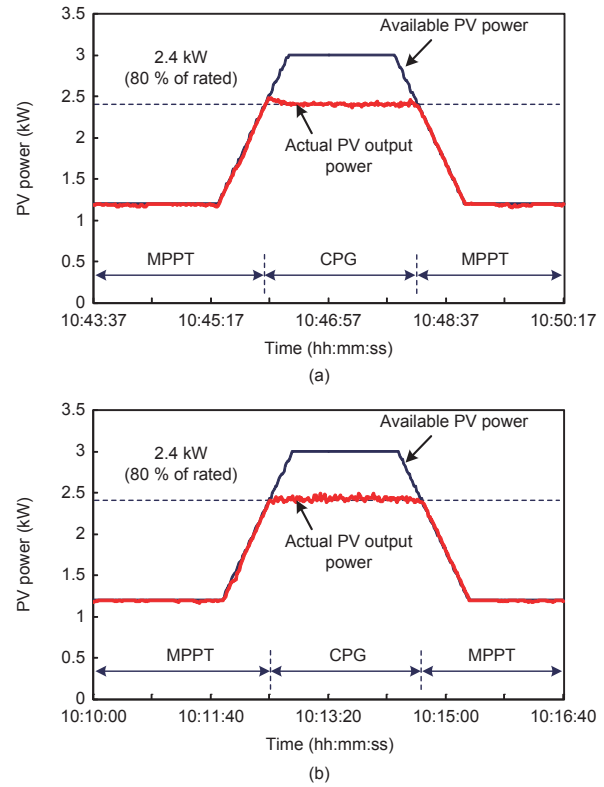 3.5
3
2.5
2
1.5
1
0.5
0
PV power (kW)
2.4 kW
(80 % of rated)
Available PV power
Actual PV output
power
MPPT
CPG
MPPT
10:43:37
10:45:17
10:46:57
10:48:37
10:50:17
Time (hh:mm:ss)
(a)
3.5
3
2.5
2
1.5
1
0.5
0
PV power (kW)
2.4 kW
(80 % of rated)
Available PV power
Actual PV output
power
MPPT
CPG
MPPT
10:10:00
10:11:40
10:13:20
10:15:00
10:16:40
Time (hh:mm:ss)
(b)